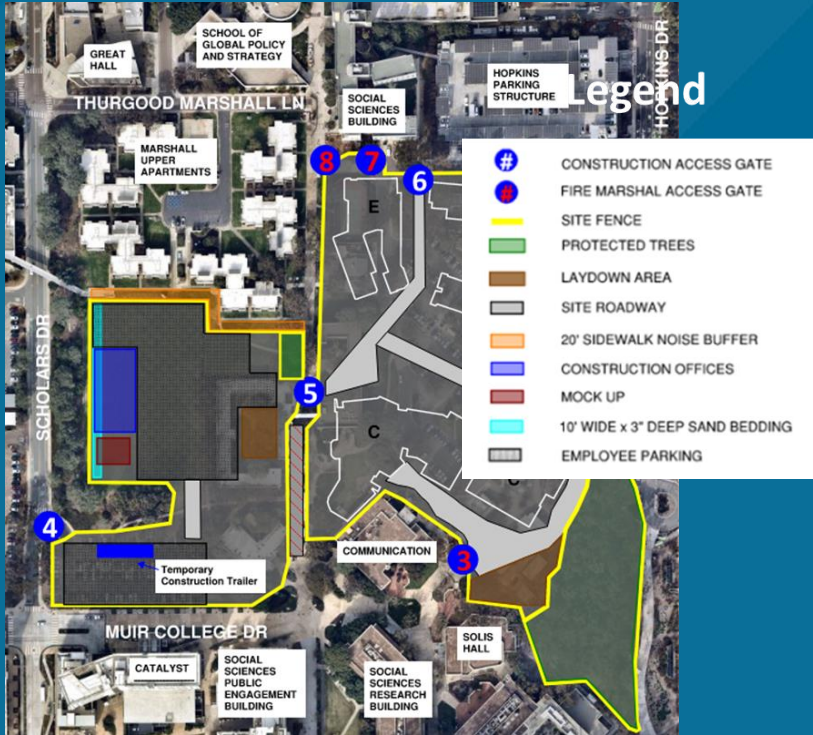 GREAT
HALL
SCHOOL OF
GLOBAL POLICY
AND STRATEGY
THURGOOD MARSHALL LN
SOCIAL
SCIENCES
BUILDING
HOPKINS
PARKING
STRUCTURE
HOPKINS DR
Legend
MARSHALL
UPPER
APARTMENTS
8
7
6
E
# CONSTRUCTION ACCESS GATE
# FIRE MARSHAL ACCESS GATE
SITE FENCE
PROTECTED TREES
LAYDOWN AREA
SITE ROADWAY
20' SIDEWALK NOISE BUFFER
CONSTRUCTION OFFICES
MOCK UP
10' WIDE x 3" DEEP SAND BEDDING
EMPLOYEE PARKING
SCHOLARS DR
5
C
4
3
COMMUNICATION
Temporary
Construction Trailer
MUIR COLLEGE DR
SOLIS
HALL
CATALYST
SOCIAL
SCIENCES
PUBLIC
ENGAGEMENT
BUILDING
SOCIAL
SCIENCES
RESEARCH
BUILDING